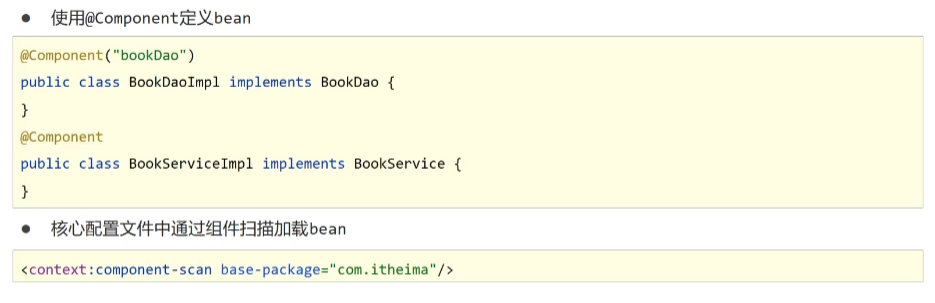 ● 使用@Component定义bean
@Component("bookDao")
public class BookDaoImpl implements BookDao {
}
@Component
public class BookServiceImpl implements BookService {
}
● 核心配置文件中通过组件扫描加载bean
<context:component-scan base-package="com.itheima"/>